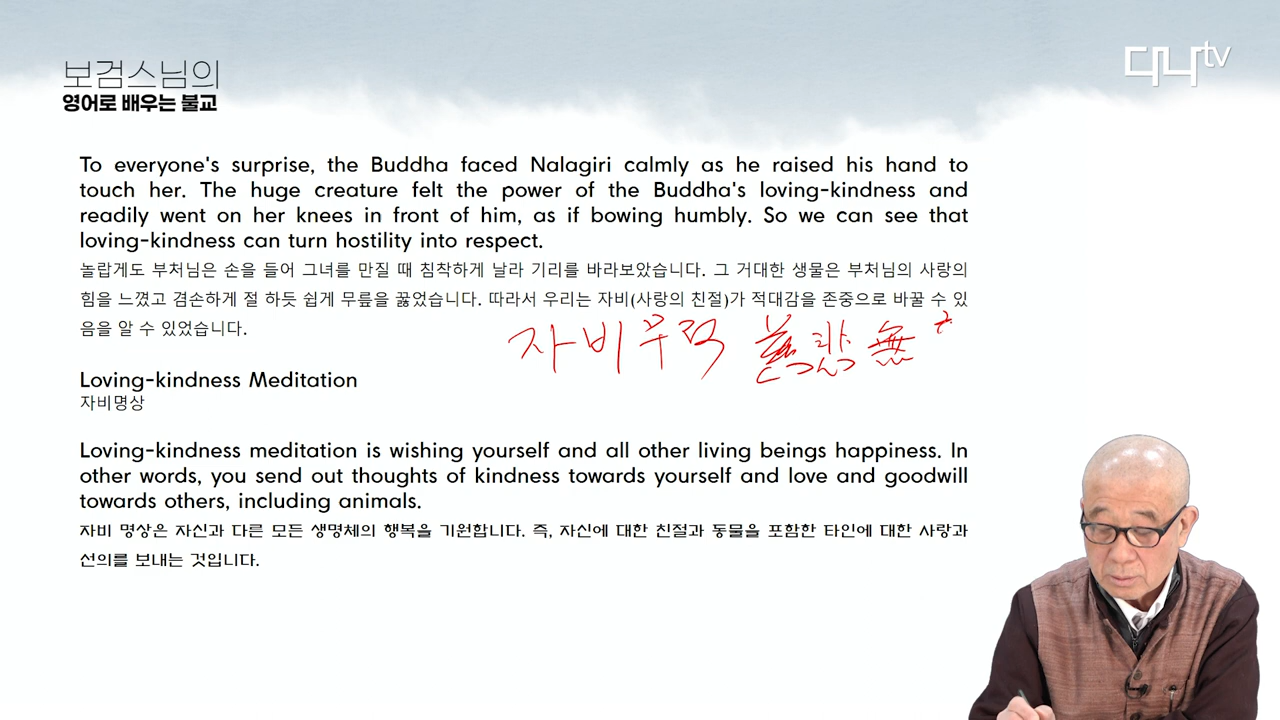 보검스님의
영어로 배우는 불교
다나tv
To everyone's surprise, the Buddha faced Nalagiri calmly as he raised his hand to
touch her. The huge creature felt the power of the Buddha's loving-kindness and
readily went on her knees in front of him, as if bowing humbly. So we can see that
loving-kindness can turn hostility into respect.
놀랍게도 부처님은 손을 들어 그녀를 만질 때 침착하게 날라 기리를 바라보았습니다. 그 거대한 생물은 부처님의 사랑의
힘을 느꼈고 겸손하게 절 하듯 쉽게 무릎을 꿇었습니다. 따라서 우리는 자비(사랑의 친절)가 적대감을 존중으로 바꿀 수 있
음을 알 수 있었습니다.
자비무적 慈悲無
Loving-kindness Meditation
자비명상
Loving-kindness meditation is wishing yourself and all other living beings happiness. In
other words, you send out thoughts of kindness towards yourself and love and goodwill
towards others, including animals.
자비 명상은 자신과 다른 모든 생명체의 행복을 기원합니다. 즉, 자신에 대한 친절과 동물을 포함한 타인에 대한 사랑과
선의를 보내는 것입니다.